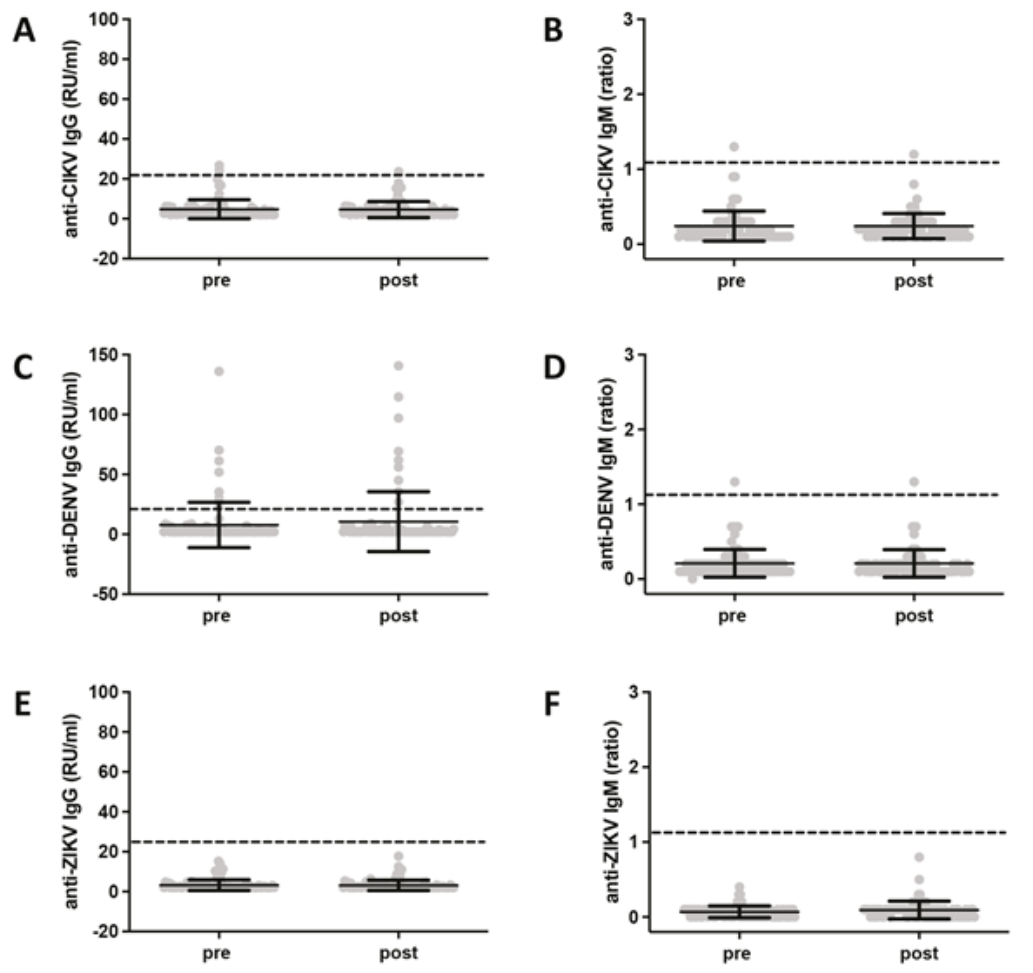 A
anti-CIKV IgG (RU/ml)
100
80
60
40
20
0
-20
pre post
B
anti-CIKV IgM (ratio)
3
2
1
0
pre post
C
anti-DENV IgG (RU/ml)
150
100
50
0
-50
pre post
D
anti-DENV IgM (ratio)
3
2
1
0
pre post
E
anti-ZIKV IgG (RU/ml)
100
80
60
40
20
0
-20
pre post
F
anti-ZIKV IgM (ratio)
3
2
1
0
pre post